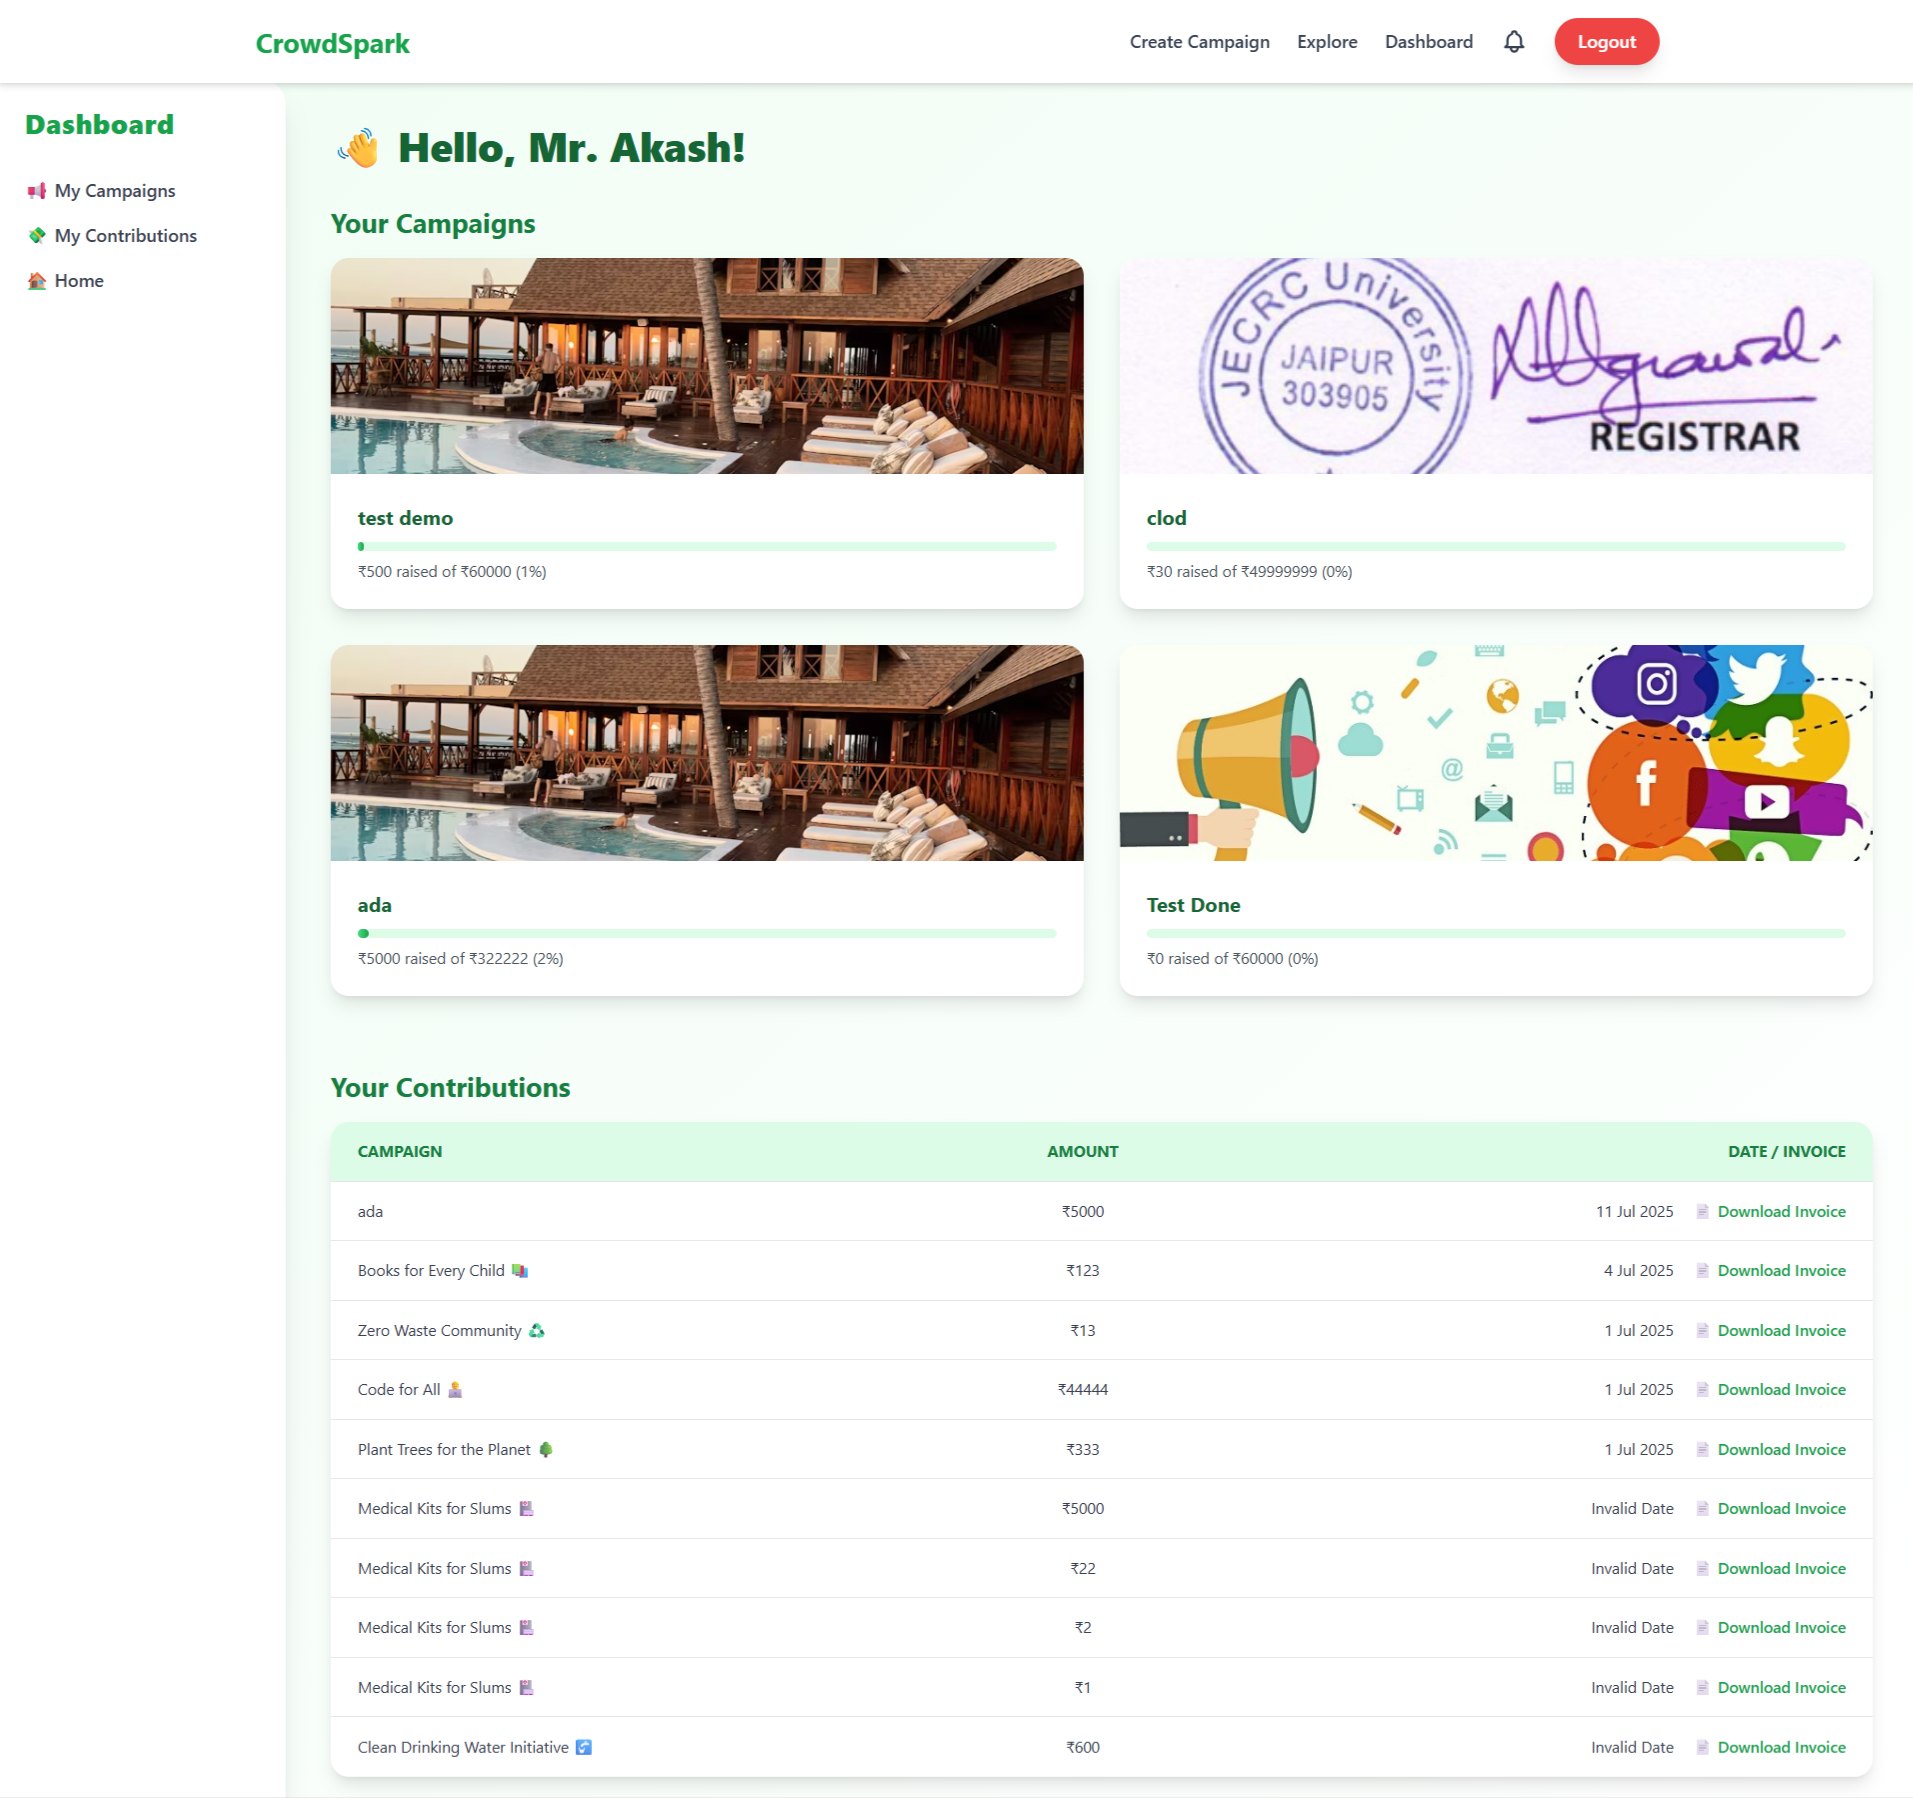 CrowdSpark
Create Campaign Explore Dashboard Logout
Dashboard
My Campaigns
My Contributions
Home
👋 Hello, Mr. Akash!
Your Campaigns
JECRC University
JAIPUR
303905
REGISTRAR
test demo
₹500 raised of ₹60000 (1%)
clod
₹30 raised of ₹49999999 (0%)
@
f
ada
₹5000 raised of ₹322222 (2%)
Test Done
₹0 raised of ₹60000 (0%)
Your Contributions
CAMPAIGN AMOUNT DATE / INVOICE
ada ₹5000 11 Jul 2025 Download Invoice
Books for Every Child ₹123 4 Jul 2025 Download Invoice
Zero Waste Community ₹13 1 Jul 2025 Download Invoice
Code for All ₹44444 1 Jul 2025 Download Invoice
Plant Trees for the Planet ₹333 1 Jul 2025 Download Invoice
Medical Kits for Slums ₹5000 Invalid Date Download Invoice
Medical Kits for Slums ₹22 Invalid Date Download Invoice
Medical Kits for Slums ₹2 Invalid Date Download Invoice
Medical Kits for Slums ₹1 Invalid Date Download Invoice
Clean Drinking Water Initiative ₹600 Invalid Date Download Invoice